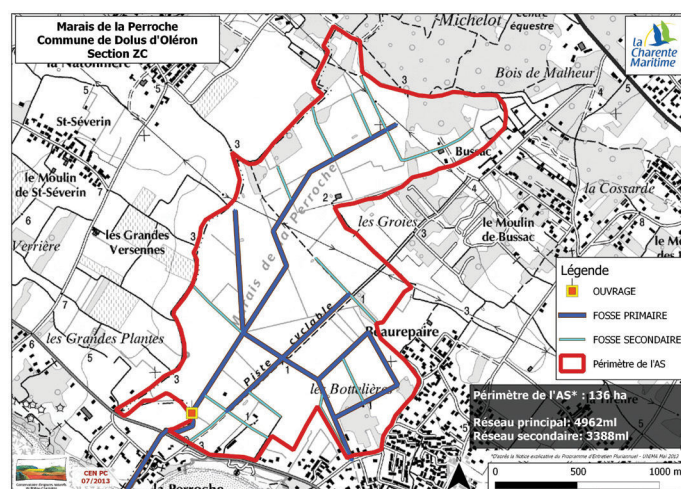 Marais de la Perroche
Commune de Dolus d'Oléron
Section ZC
Michelot
centre
équestre
la
Charente
Maritime
Bois de Malheur
St-Séverin
le Moulin
de St-Séverin
Bussac
la Cossarde
les Groies
le Moulin
de Bussac
Verrière
les Grandes
Versennes
Marais de la Perroche
Piste cyclable
Beaurepaire
les Grandes Plantes
les Bottelières
la Perroche
Légende
OUVRAGE
FOSSE PRIMAIRE
FOSSE SECONDAIRE
Périmètre de l'AS
Périmètre de l'AS* : 136 ha
Réseau principal: 4962ml
Réseau secondaire: 3388ml
*D'après la Notice explicative du Programme d'Entretien Pluriannuel - UNIMA Mai 2013
CEN PC
07/2013
0 500 1000 m